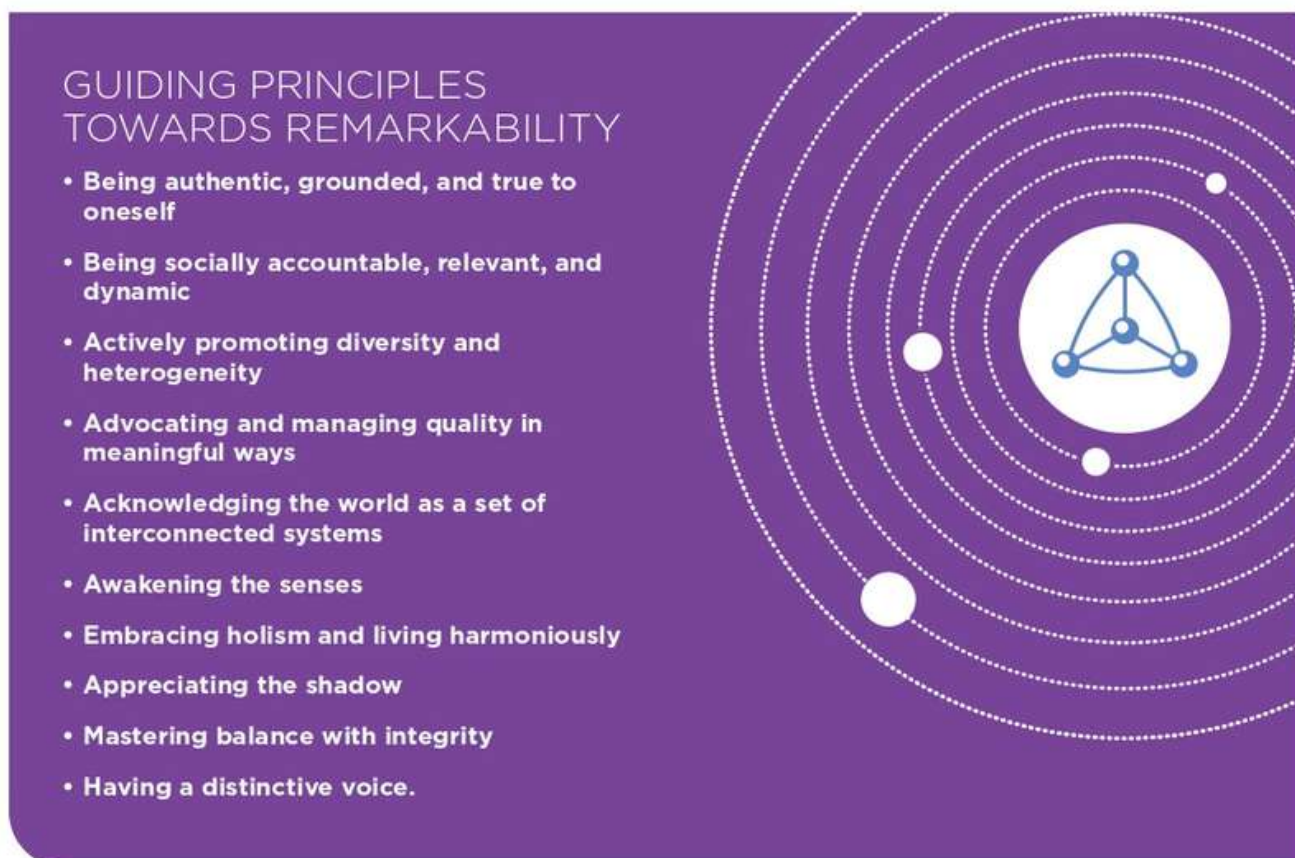 GUIDING PRINCIPLES
TOWARDS REMARKABILITY
• Being authentic, grounded, and true to
oneself
• Being socially accountable, relevant, and
dynamic
• Actively promoting diversity and
heterogeneity
• Advocating and managing quality in
meaningful ways
• Acknowledging the world as a set of
interconnected systems
• Awakening the senses
• Embracing holism and living harmoniously
• Appreciating the shadow
• Mastering balance with integrity
• Having a distinctive voice.